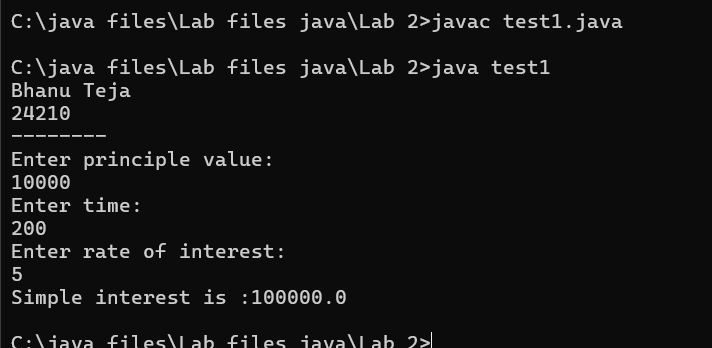 C:\java files\Lab files java\Lab 2>javac test1.java
C:\java files\Lab files java\Lab 2>java test1
Bhanu Teja
24210
--------
Enter principle value:
10000
Enter time:
200
Enter rate of interest:
5
Simple interest is :100000.0
C:\java files\Lab files java\Lab 2>